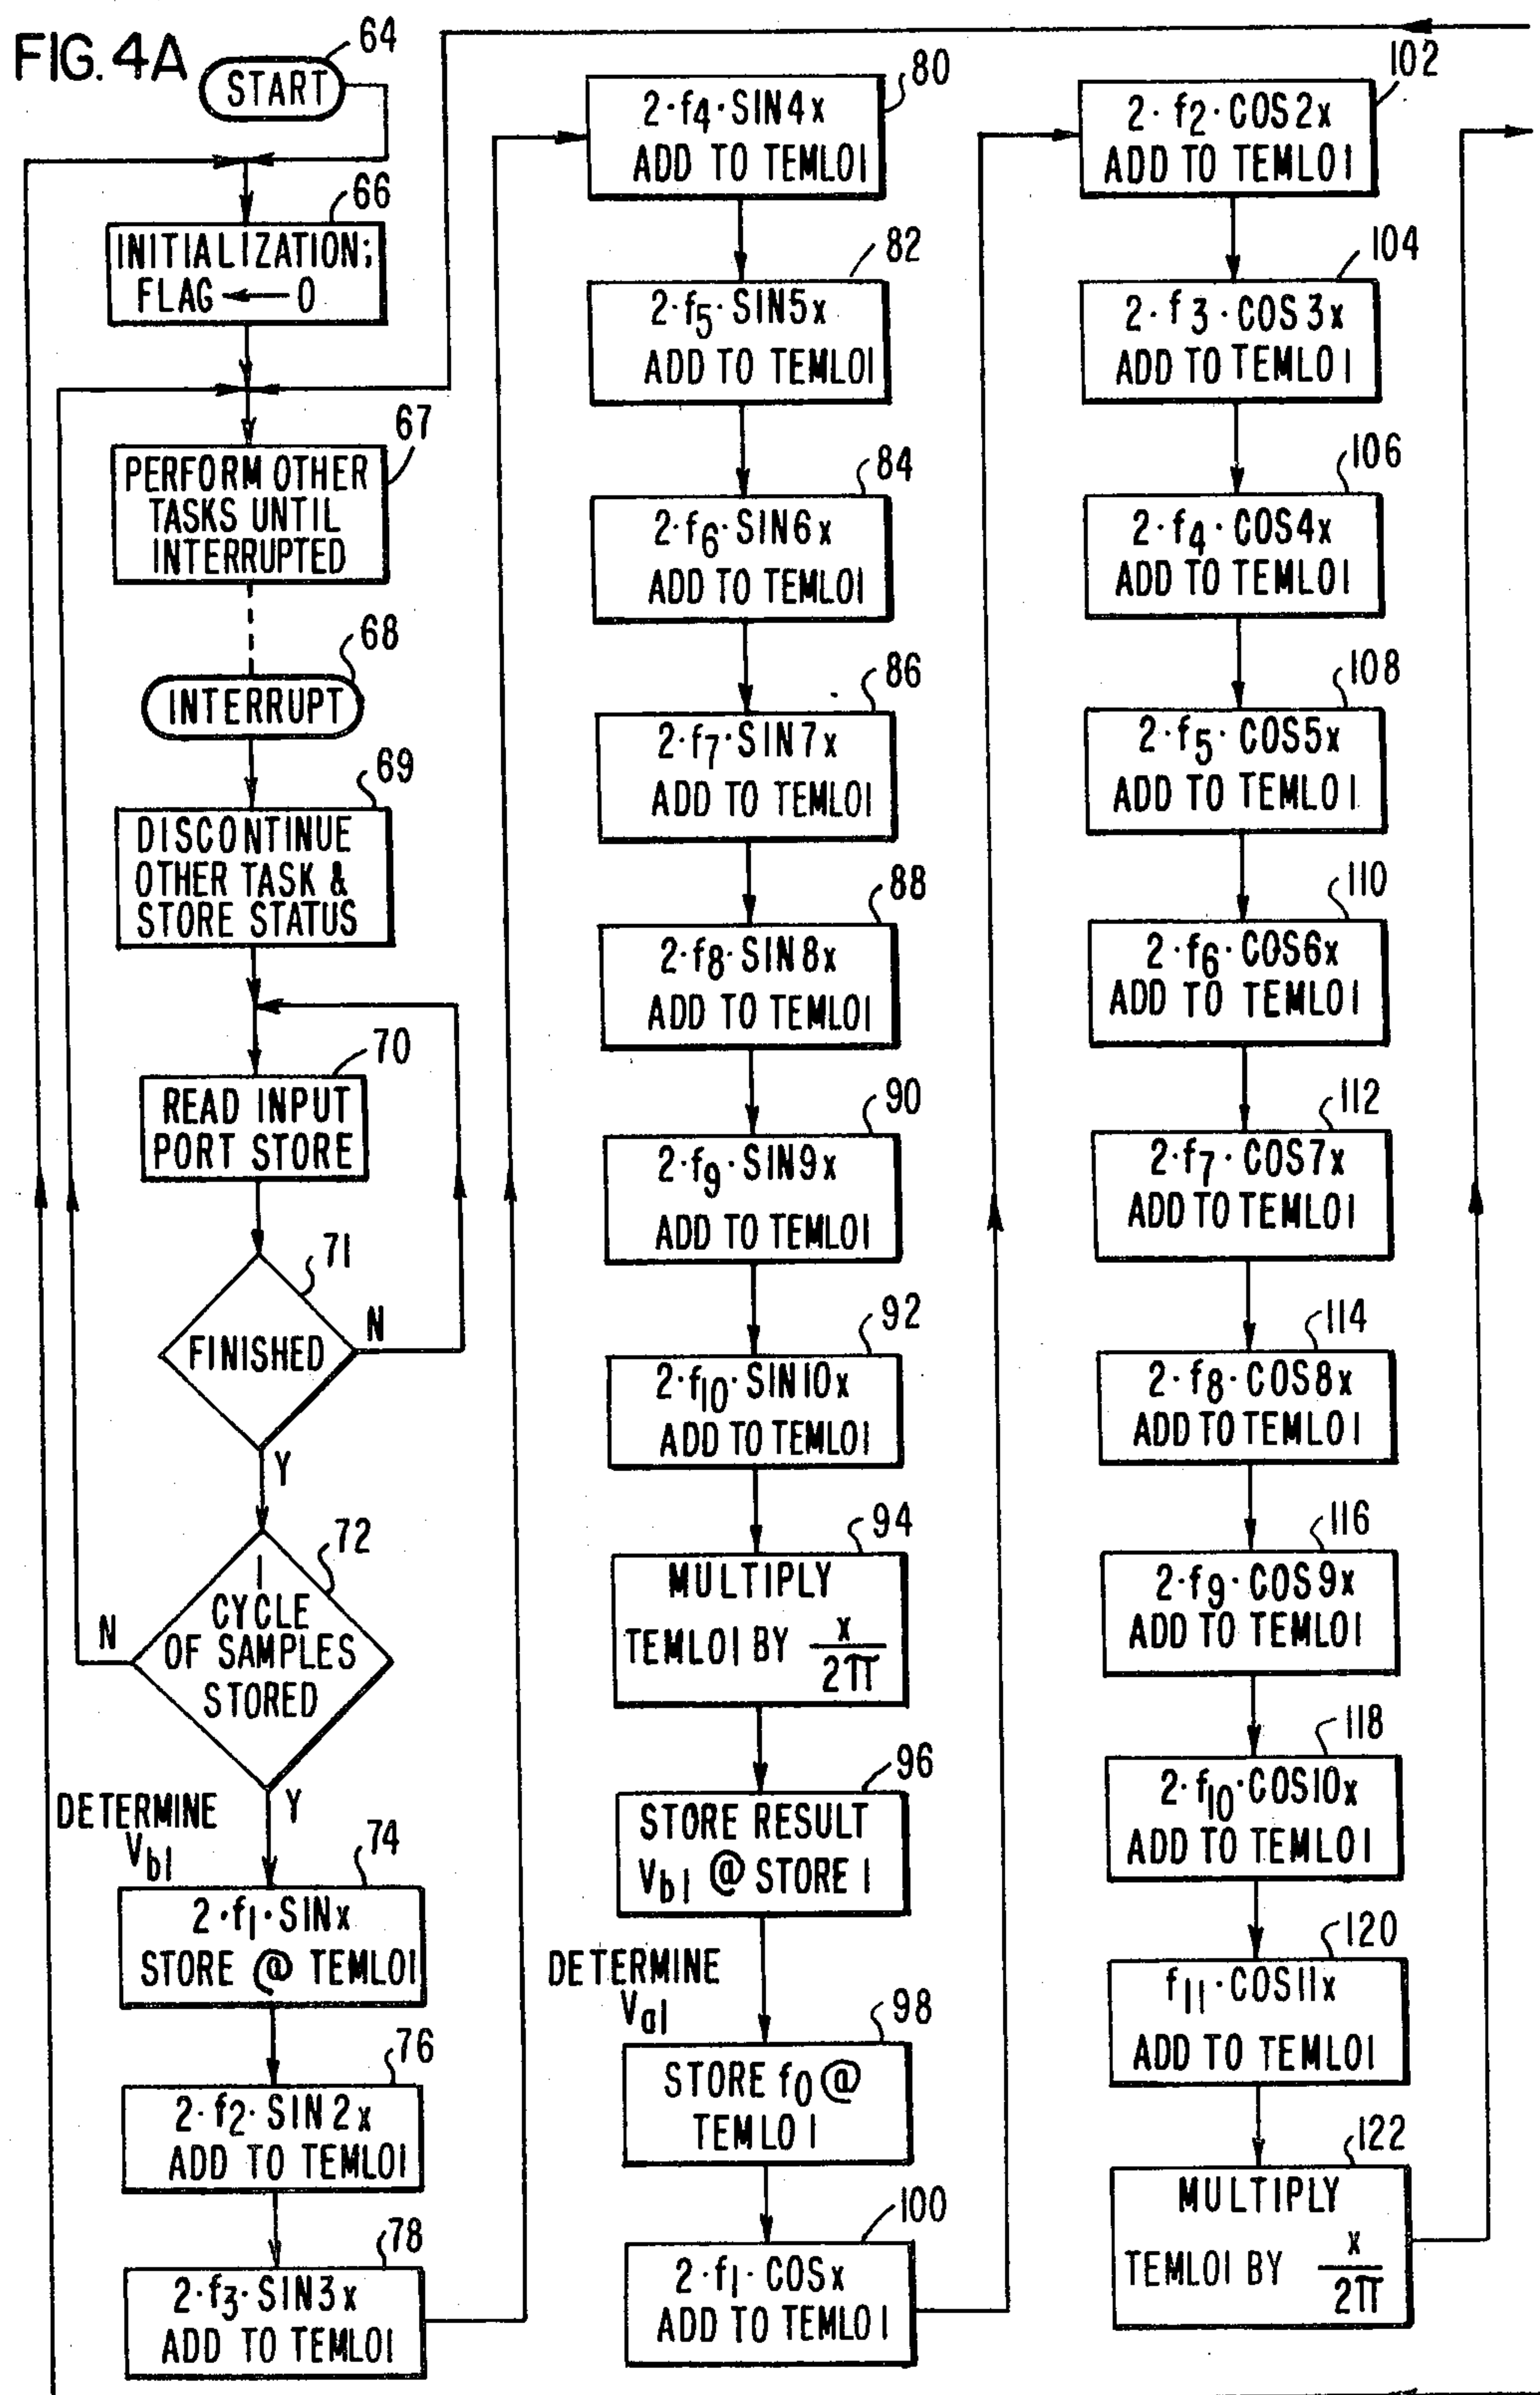 FIG. 4A
64
START
66
INITIALIZATION;
FLAG ← 0
67
PERFORM OTHER
TASKS UNTIL
INTERRUPTED
68
INTERRUPT
69
DISCONTINUE
OTHER TASK &
STORE STATUS
70
READ INPUT
PORT STORE
71
FINISHED
N
Y
72
1
CYCLE
OF SAMPLES
STORED
N
Y
DETERMINE
Vb1
74
2·f1·SINx
STORE @ TEMLO1
76
2·f2·SIN2x
ADD TO TEMLO1
78
2·f3·SIN3x
ADD TO TEMLO1
80
2·f4·SIN4x
ADD TO TEMLO1
82
2·f5·SIN5x
ADD TO TEMLO1
84
2·f6·SIN6x
ADD TO TEMLO1
86
2·f7·SIN7x
ADD TO TEMLO1
88
2·f8·SIN8x
ADD TO TEMLO1
90
2·f9·SIN9x
ADD TO TEMLO1
92
2·f10·SIN10x
ADD TO TEMLO1
94
MULTIPLY
TEMLO1 BY x/2π
96
STORE RESULT
Vb1 @ STORE 1
DETERMINE
Va1
98
STORE f0 @
TEMLO1
100
2·f1·COSx
ADD TO TEMLO1
102
2·f2·COS2x
ADD TO TEMLO1
104
2·f3·COS3x
ADD TO TEMLO1
106
2·f4·COS4x
ADD TO TEMLO1
108
2·f5·COS5x
ADD TO TEMLO1
110
2·f6·COS6x
ADD TO TEMLO1
112
2·f7·COS7x
ADD TO TEMLO1
114
2·f8·COS8x
ADD TO TEMLO1
116
2·f9·COS9x
ADD TO TEMLO1
118
2·f10·COS10x
ADD TO TEMLO1
120
f11·COS11x
ADD TO TEMLO1
122
MULTIPLY
TEMLO1 BY x/2π